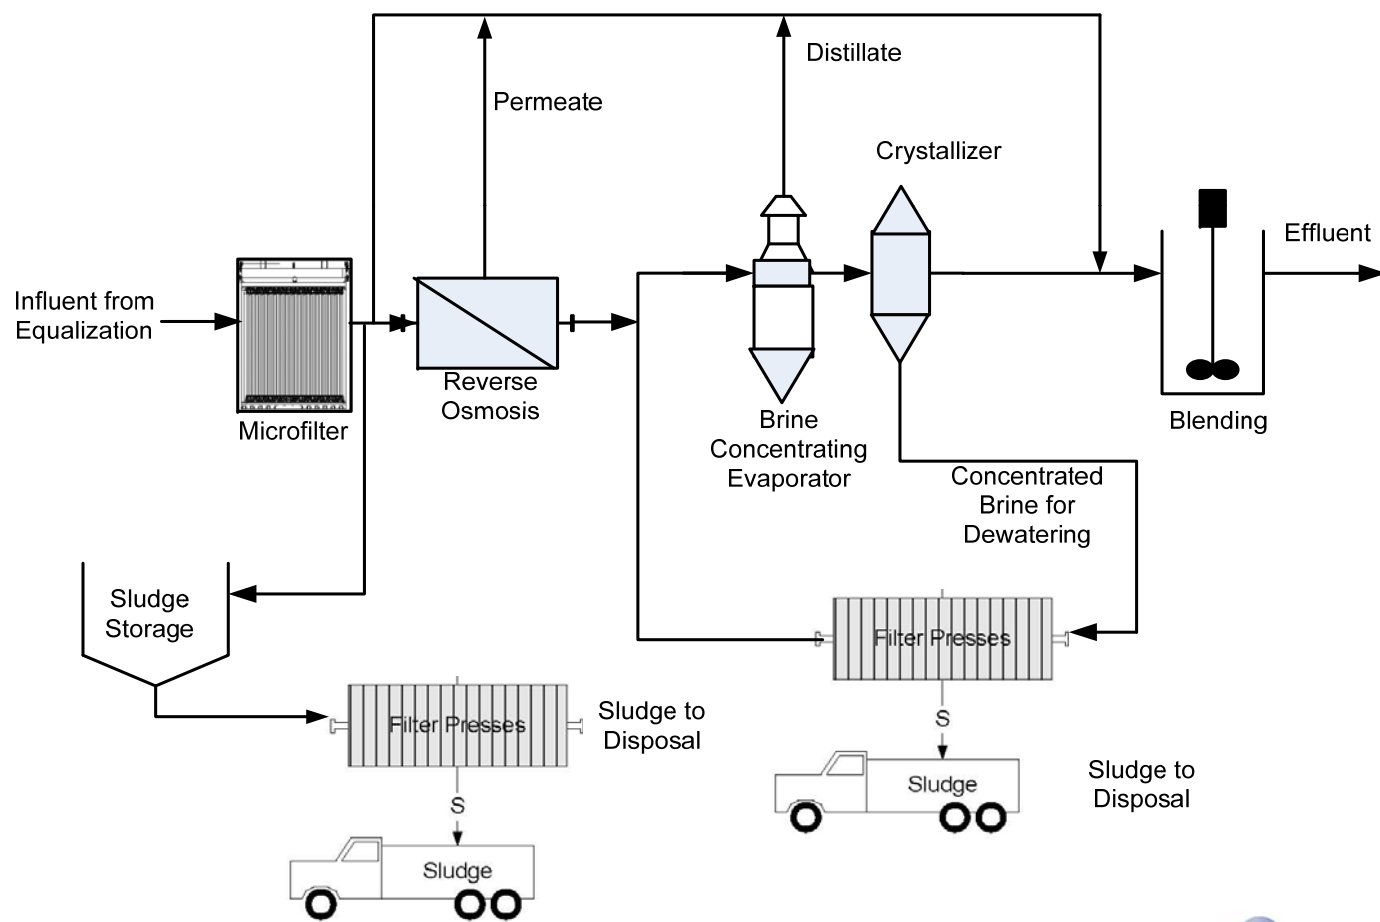 Distillate
Permeate
Crystallizer
Effluent
Influent from
Equalization
Reverse
Osmosis
Microfilter
Brine
Concentrating
Evaporator
Blending
Concentrated
Brine for
Dewatering
Sludge
Storage
Filter Presses
Filter Presses
Sludge to
Disposal
S
Sludge
Sludge to
Disposal
S
Sludge